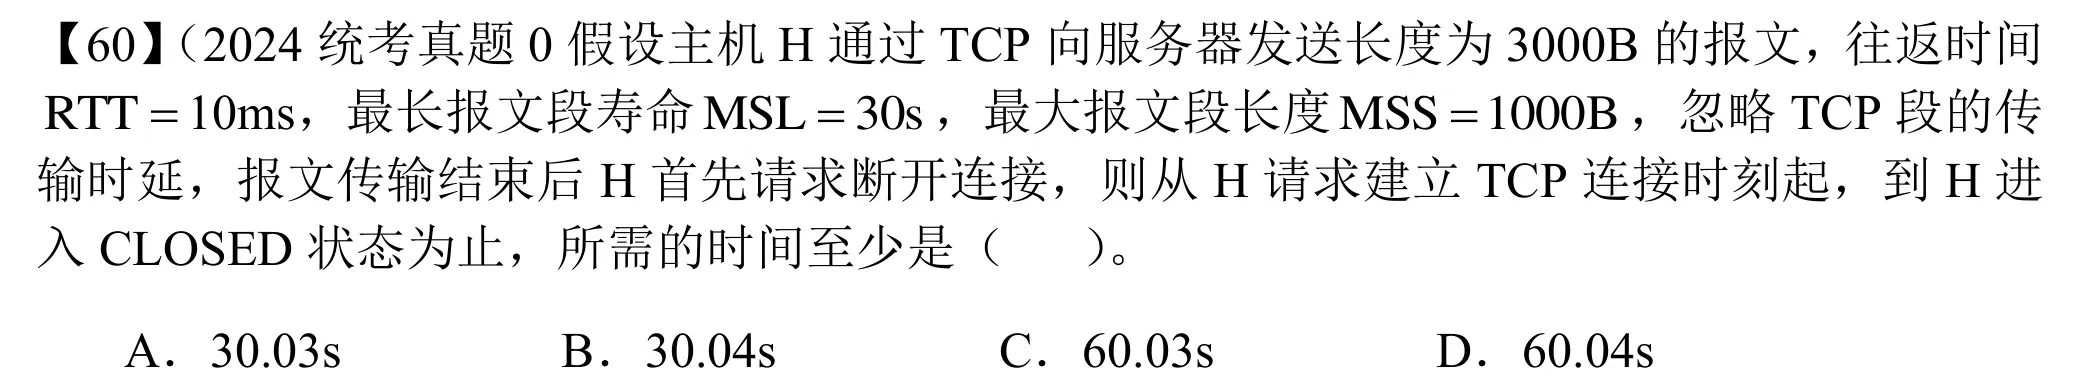 【60】（2024 统考真题 0 假设主机 H 通过 TCP 向服务器发送长度为 3000B 的报文，往返时间
RTT = 10ms，最长报文段寿命 MSL = 30s ，最大报文段长度 MSS = 1000B ，忽略 TCP 段的传
输时延，报文传输结束后 H 首先请求断开连接，则从 H 请求建立 TCP 连接时刻起，到 H 进
入 CLOSED 状态为止，所需的时间至少是（ ）。
A．30.03s B．30.04s C．60.03s D．60.04s